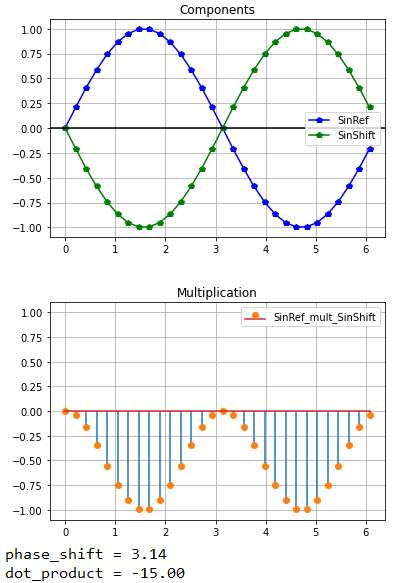 Components
1.00
0.75
0.50
0.25
0.00
−0.25
−0.50
−0.75
−1.00
SinRef
SinShift
0 1 2 3 4 5 6
Multiplication
1.00
0.75
0.50
0.25
0.00
−0.25
−0.50
−0.75
−1.00
SinRef_mult_SinShift
0 1 2 3 4 5 6
phase_shift = 3.14
dot_product = -15.00